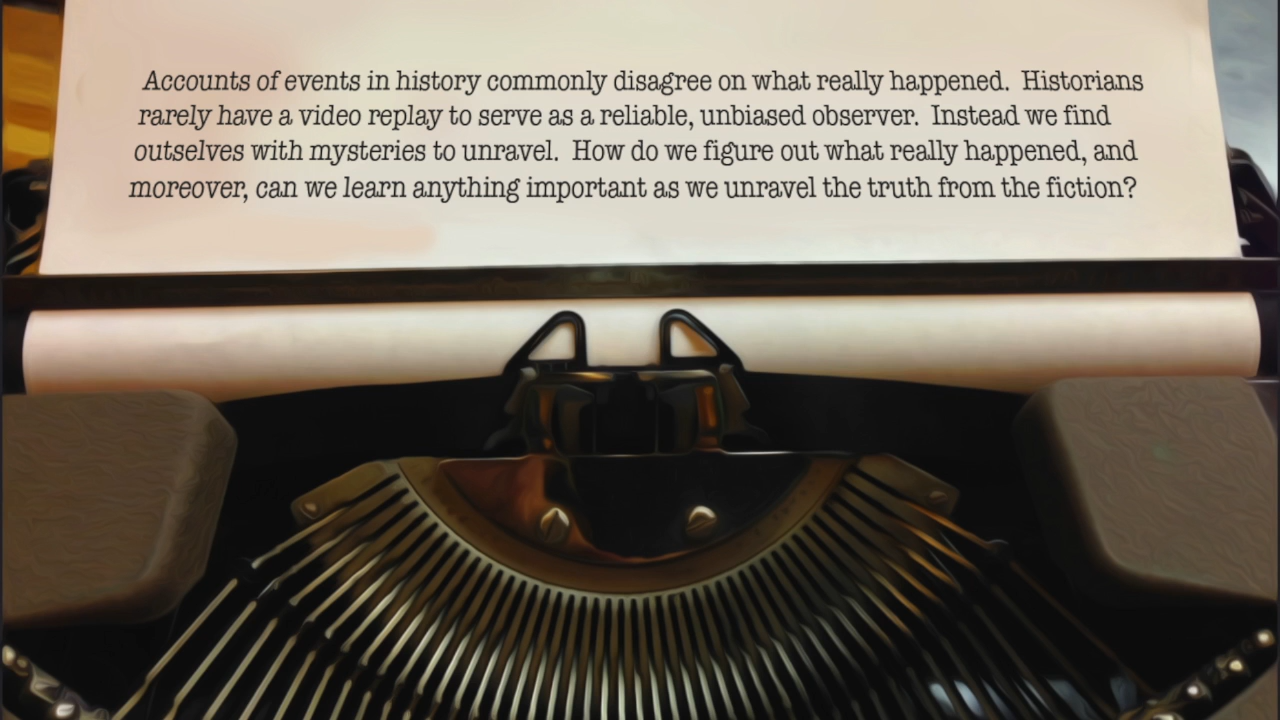 Accounts of events in history commonly disagree on what really happened.  Historians
rarely have a video replay to serve as a reliable, unbiased observer.  Instead we find
outselves with mysteries to unravel.  How do we figure out what really happened, and
moreover, can we learn anything important as we unravel the truth from the fiction?